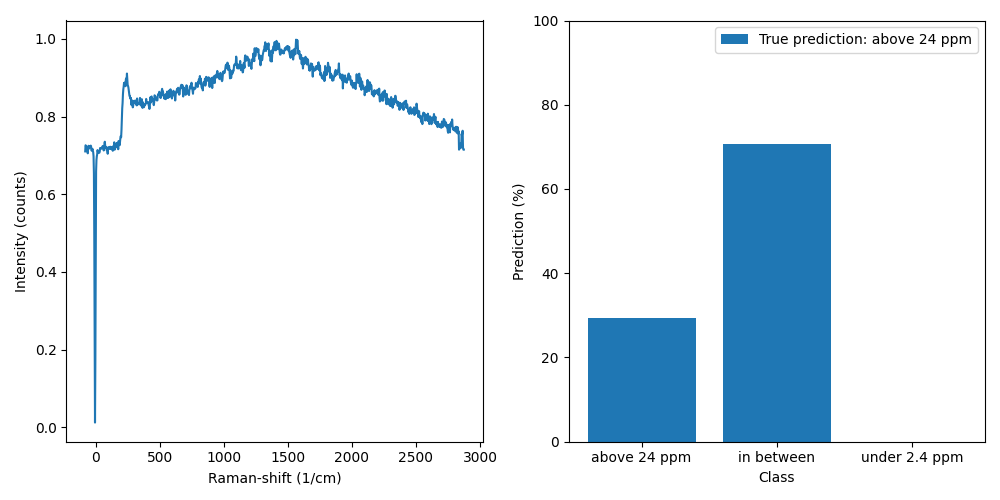 1.0
0.8
0.6
0.4
0.2
0.0
Intensity (counts)
0 500 1000 1500 2000 2500 3000
Raman-shift (1/cm)
100
80
60
40
20
0
Prediction (%)
True prediction: above 24 ppm
above 24 ppm in between under 2.4 ppm
Class